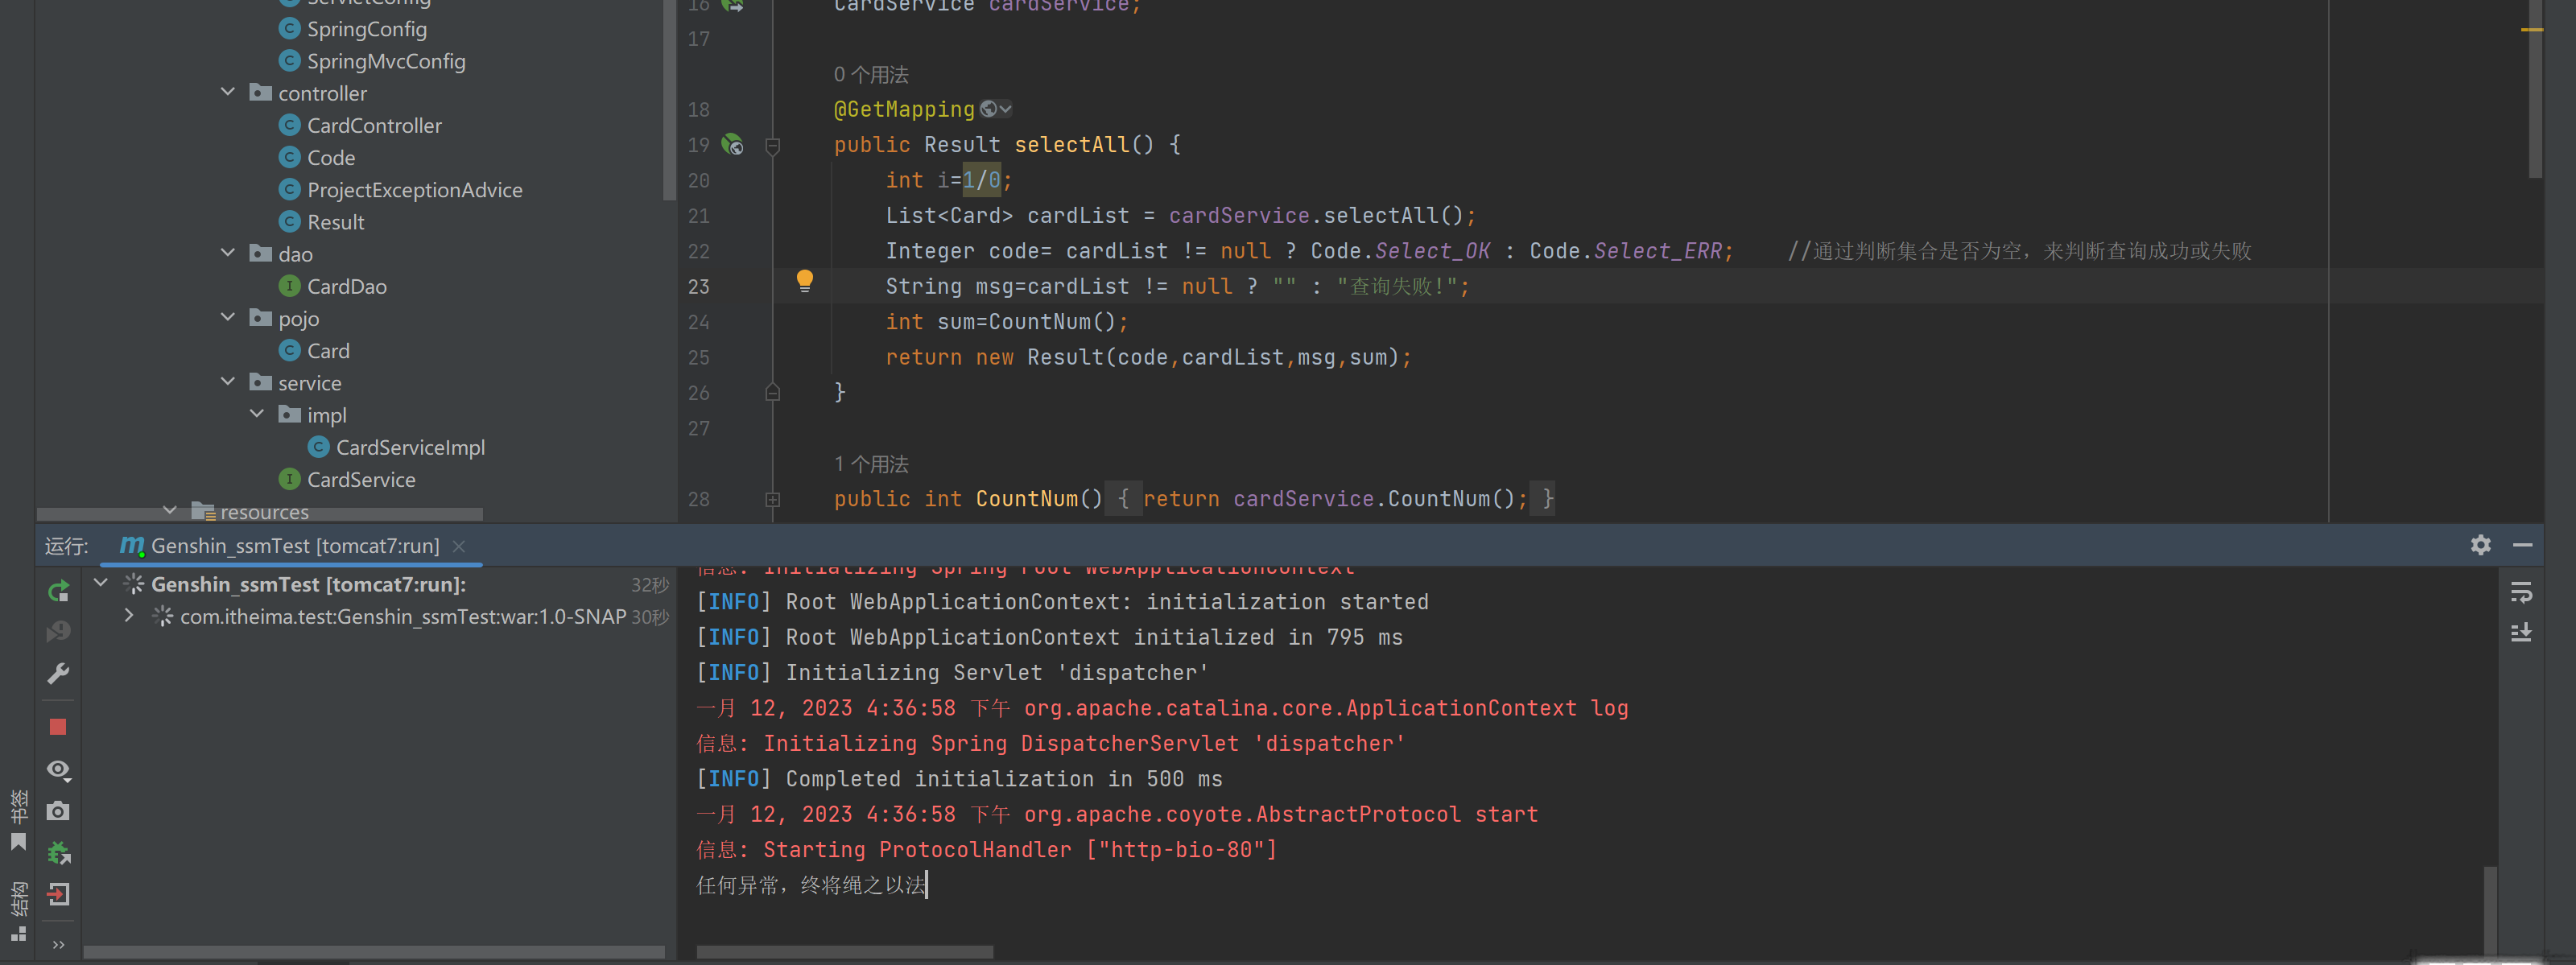 ServletConfig
SpringConfig
SpringMvcConfig
controller
CardController
Code
ProjectExceptionAdvice
Result
dao
CardDao
pojo
Card
service
impl
CardServiceImpl
CardService
resources
16 CardService cardService;
17
0 个用法
18 @GetMapping
19 public Result selectAll() {
20 int i=1/0;
21 List<Card> cardList = cardService.selectAll();
22 Integer code= cardList != null ? Code.Select_OK : Code.Select_ERR; //通过判断集合是否为空，来判断查询成功或失败
23 String msg=cardList != null ? "" : "查询失败!";
24 int sum=CountNum();
25 return new Result(code,cardList,msg,sum);
26 }
27
1 个用法
28 public int CountNum() { return cardService.CountNum(); }
运行: Genshin_ssmTest [tomcat7:run]
Genshin_ssmTest [tomcat7:run]: 32秒
com.itheima.test:Genshin_ssmTest:war:1.0-SNAP 30秒
书签
结构
信息: Initializing Spring root WebApplicationContext
[INFO] Root WebApplicationContext: initialization started
[INFO] Root WebApplicationContext initialized in 795 ms
[INFO] Initializing Servlet 'dispatcher'
一月 12, 2023 4:36:58 下午 org.apache.catalina.core.ApplicationContext log
信息: Initializing Spring DispatcherServlet 'dispatcher'
[INFO] Completed initialization in 500 ms
一月 12, 2023 4:36:58 下午 org.apache.coyote.AbstractProtocol start
信息: Starting ProtocolHandler ["http-bio-80"]
任何异常，终将绳之以法